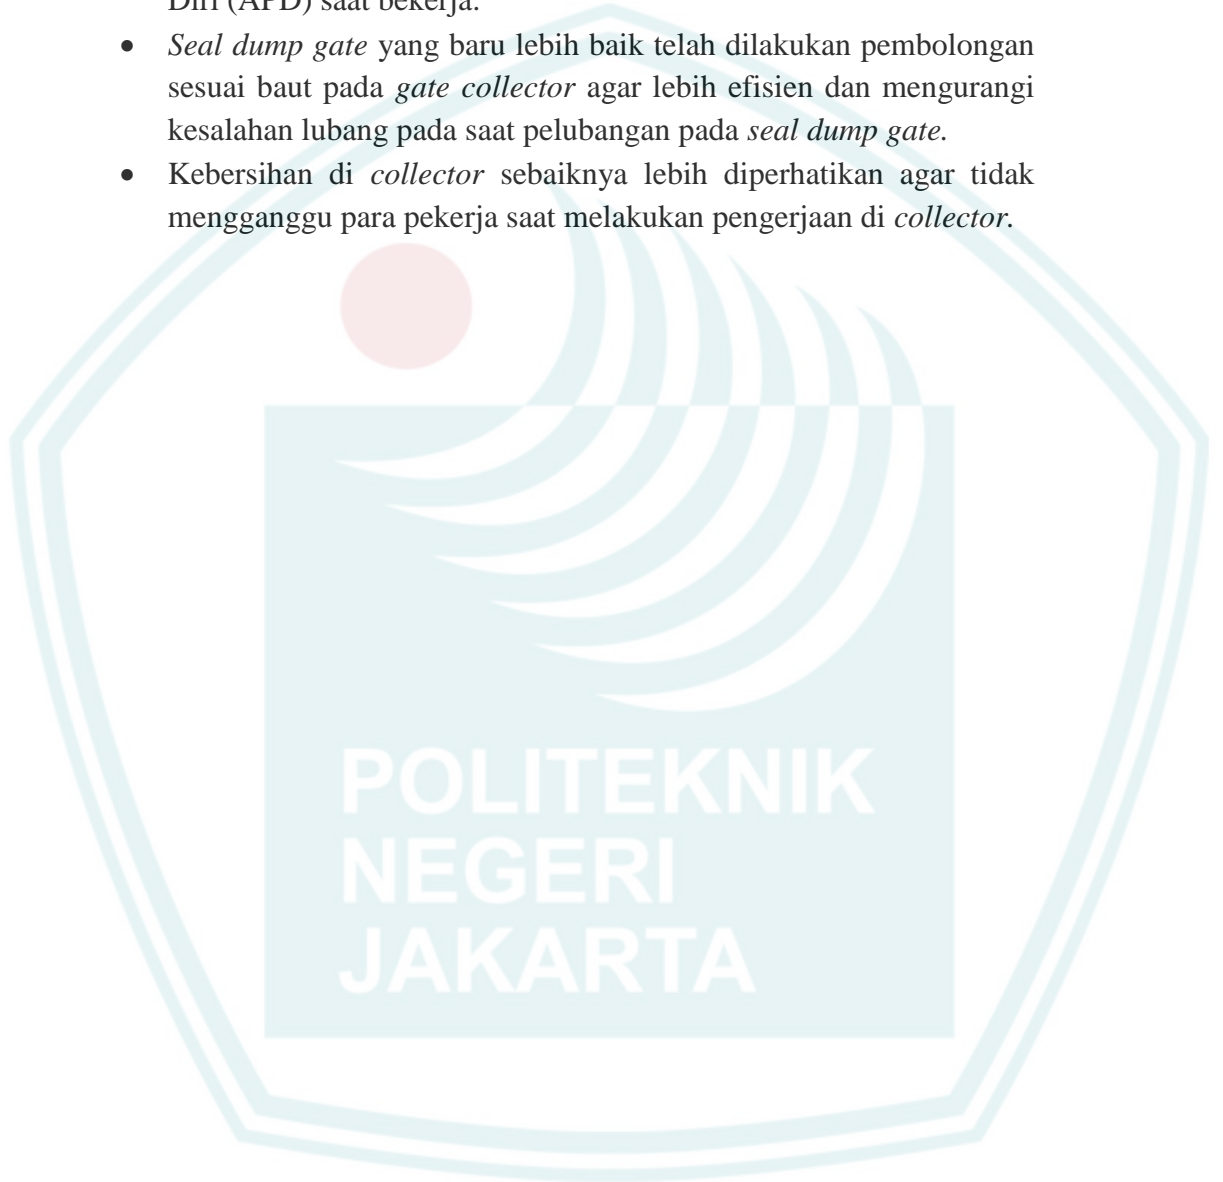 Diri (APD) saat bekerja.
• Seal dump gate yang baru lebih baik telah dilakukan pembolongan
sesuai baut pada gate collector agar lebih efisien dan mengurangi
kesalahan lubang pada saat pelubangan pada seal dump gate.
• Kebersihan di collector sebaiknya lebih diperhatikan agar tidak
mengganggu para pekerja saat melakukan pengerjaan di collector.
POLITEKNIK
NEGERI
JAKARTA